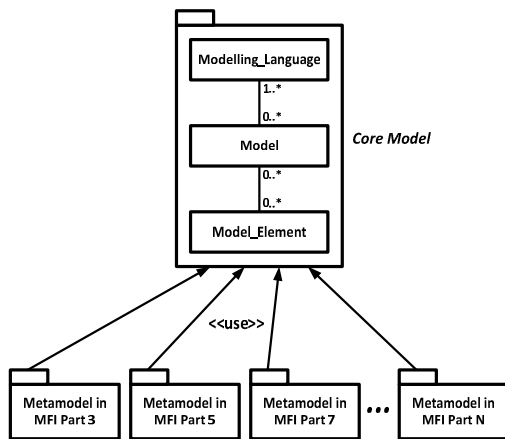 Modelling_Language
1..*
0..*
Model
Core Model
0..*
0..*
Model_Element
<<use>>
Metamodel in
MFI Part 3
Metamodel in
MFI Part 5
Metamodel in
MFI Part 7
...
Metamodel in
MFI Part N